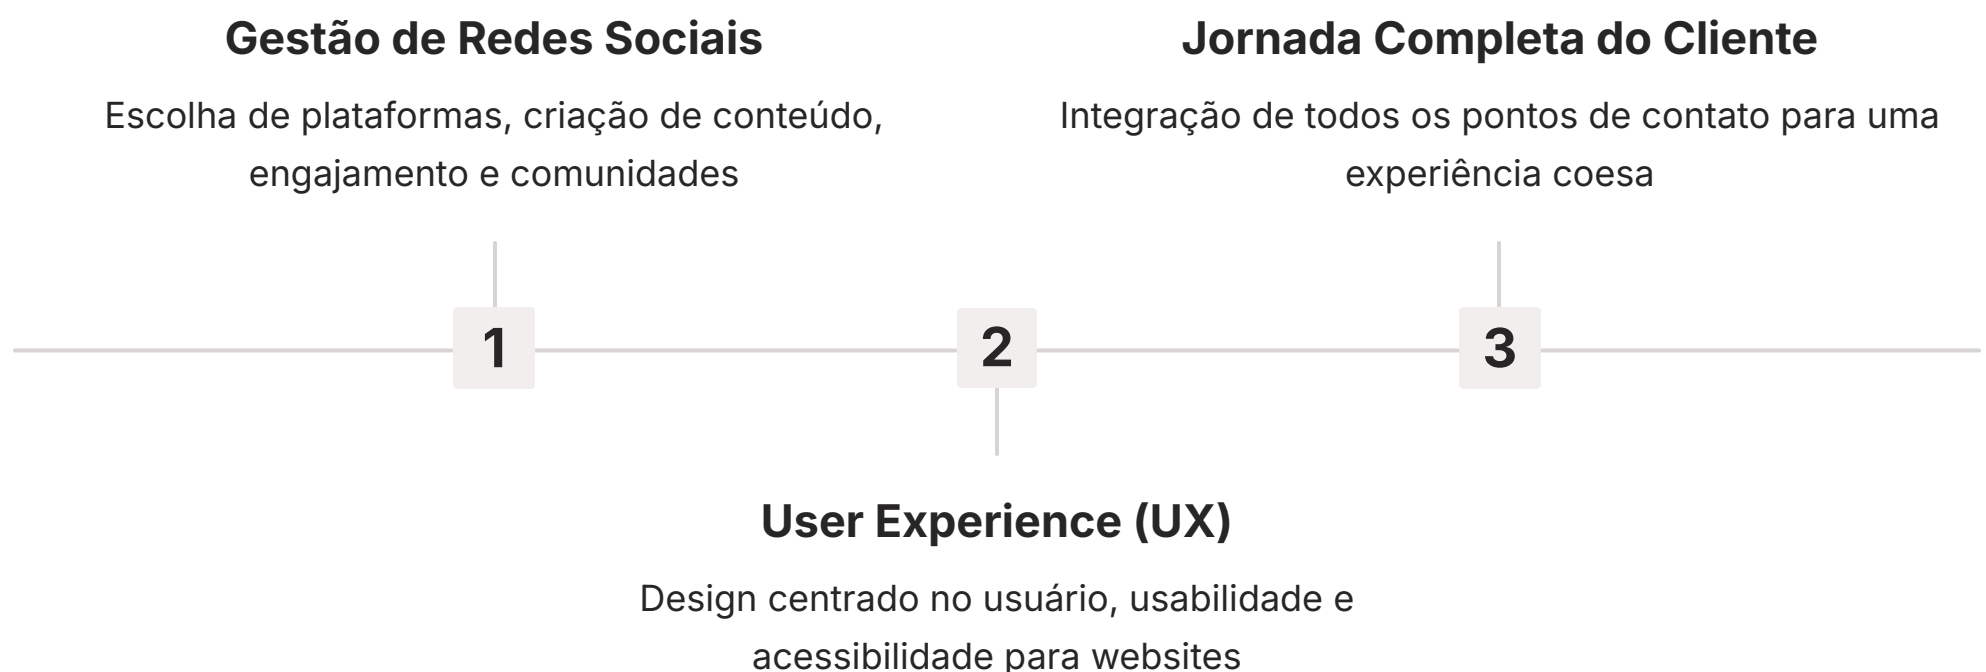 Gestão de Redes Sociais
Escolha de plataformas, criação de conteúdo,
engajamento e comunidades
1
2
User Experience (UX)
Design centrado no usuário, usabilidade e
acessibilidade para websites
Jornada Completa do Cliente
Integração de todos os pontos de contato para uma
experiência coesa
3